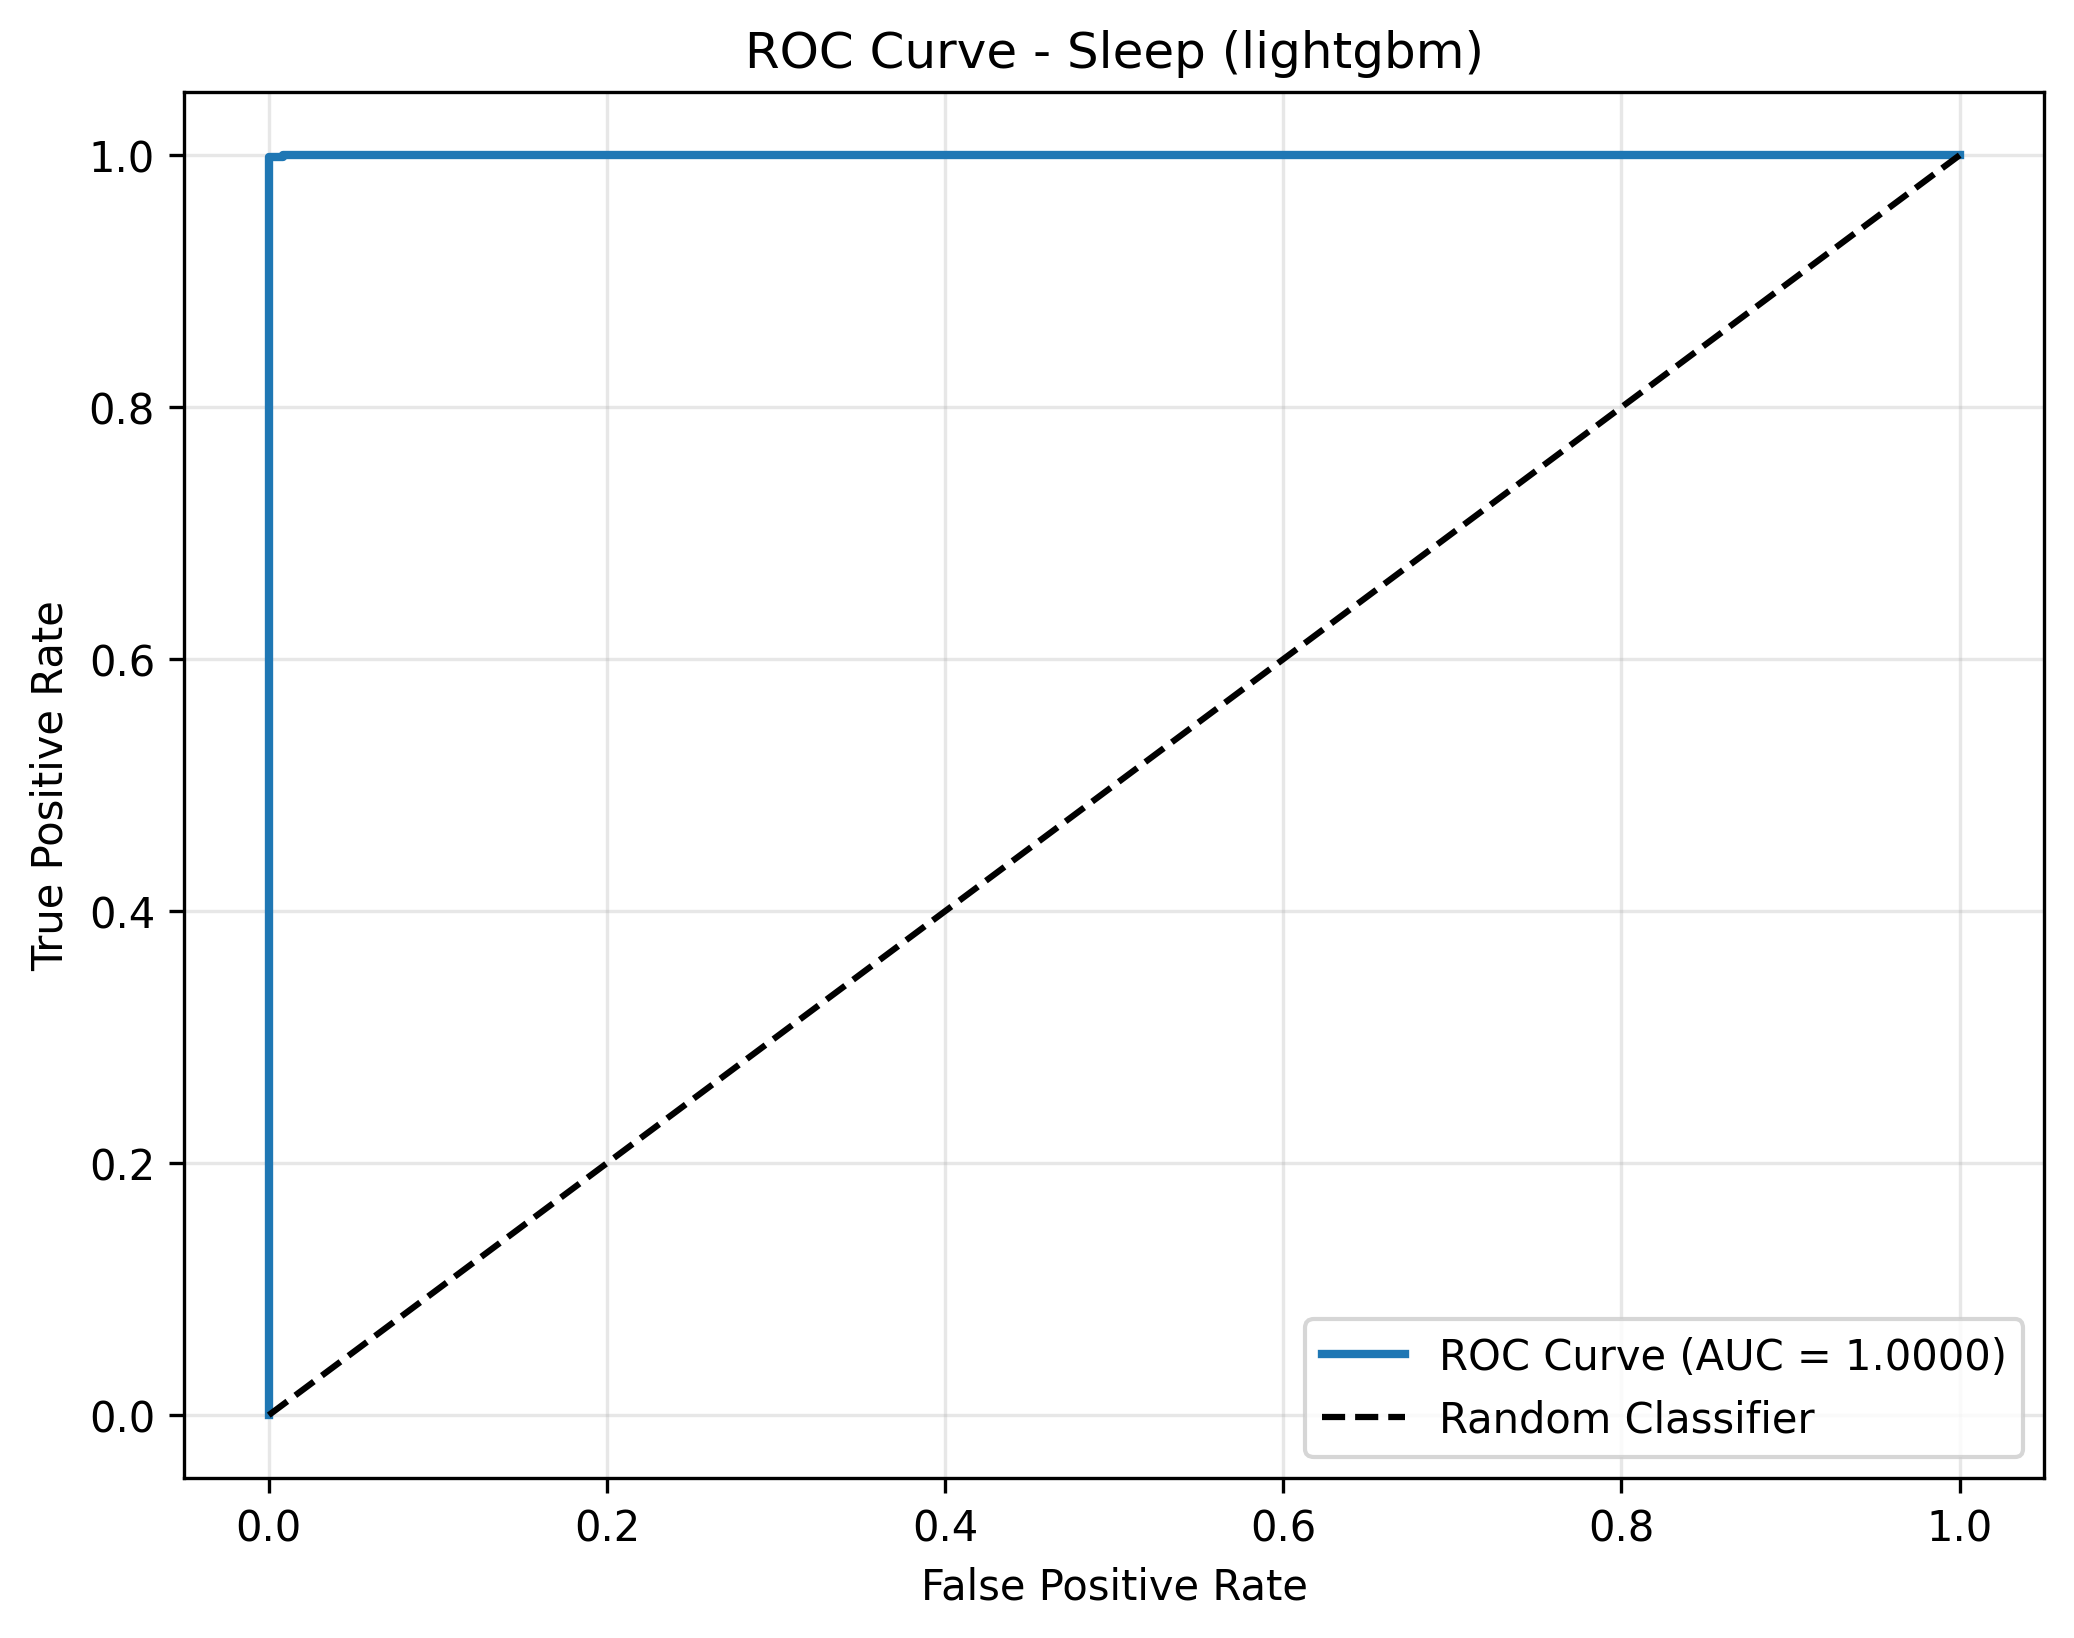 ROC Curve - Sleep (lightgbm)
True Positive Rate
1.0
0.8
0.6
0.4
0.2
0.0
ROC Curve (AUC = 1.0000)
Random Classifier
0.0 0.2 0.4 0.6 0.8 1.0
False Positive Rate